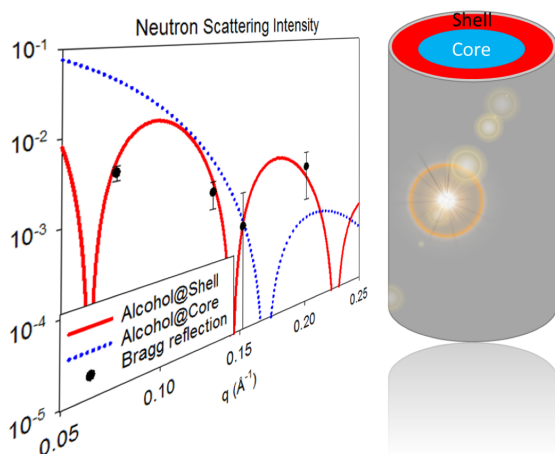 Neutron Scattering Intensity
10⁻¹
10⁻²
10⁻³
10⁻⁴
10⁻⁵
Alcohol@Shell
Alcohol@Core
Bragg reflection
0.05
0.10
0.15
0.20
0.25
q (Å⁻¹)
Shell
Core